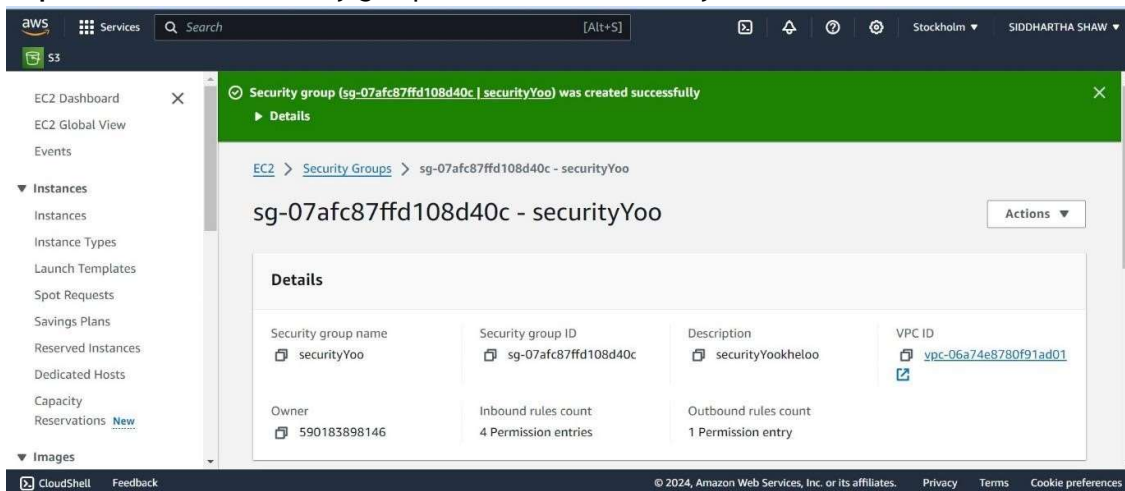 aws Services Search [Alt+S] Stockholm SIDDHARTHA SHAW
S3
EC2 Dashboard
EC2 Global View
Events
Instances
Instances
Instance Types
Launch Templates
Spot Requests
Savings Plans
Reserved Instances
Dedicated Hosts
Capacity
Reservations New
Images
Security group (sg-07afc87ffd108d40c | securityYoo) was created successfully
Details
EC2 > Security Groups > sg-07afc87ffd108d40c - securityYoo
sg-07afc87ffd108d40c - securityYoo
Actions
Details
Security group name
securityYoo
Security group ID
sg-07afc87ffd108d40c
Description
securityYookheloo
VPC ID
vpc-06a74e8780f91ad01
Owner
590183898146
Inbound rules count
4 Permission entries
Outbound rules count
1 Permission entry
CloudShell Feedback © 2024, Amazon Web Services, Inc. or its affiliates. Privacy Terms Cookie preferences